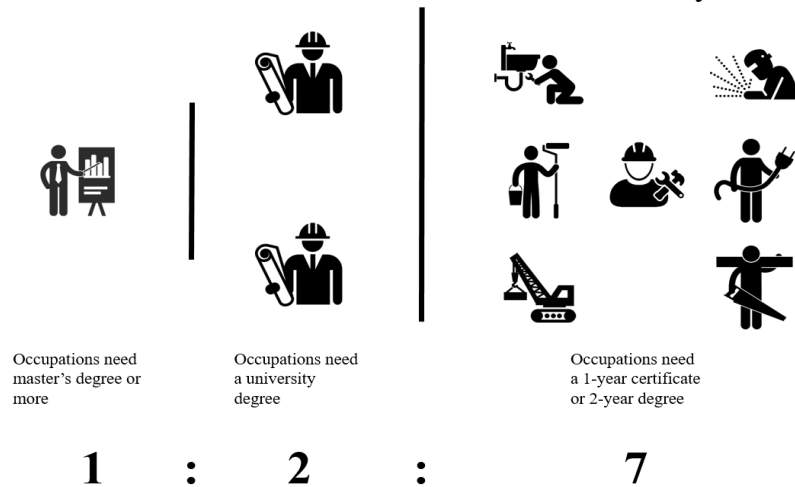 Occupations need
master's degree or
more
Occupations need
a university
degree
Occupations need
a 1-year certificate
or 2-year degree
1 : 2 : 7